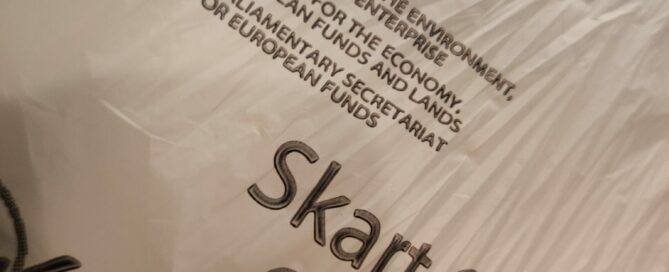 THE ENVIRONMENT,
ENTERPRISE
FOR THE ECONOMY,
EAN FUNDS AND LANDS
LIAMENTARY SECRETARIAT
OR EUROPEAN FUNDS
Skart